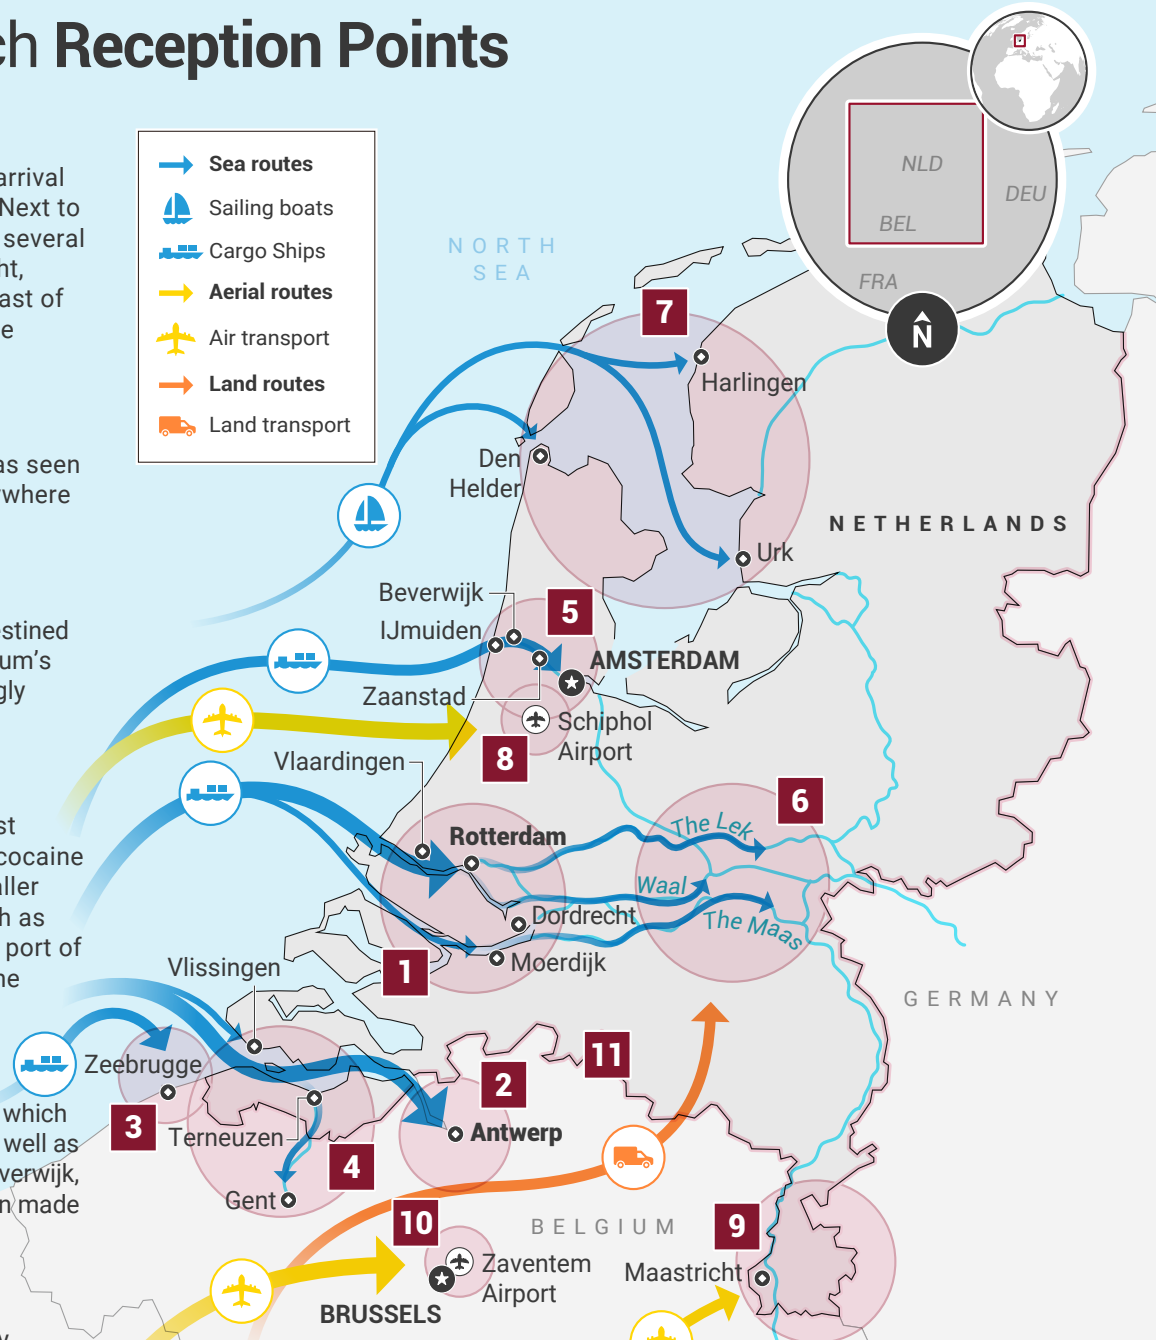 ch Reception Points
arrival
Next to
several
ht,
ast of
e
as seen
where
estined
um's
gly
st
cocaine
aller
h as
port of
ne
which
well as
verwijk,
n made
Sea routes
Sailing boats
Cargo Ships
Aerial routes
Air transport
Land routes
Land transport
NORTH
SEA
NLD
DEU
BEL
FRA
N
7
Harlingen
Den
Helder
NETHERLANDS
Urk
Beverwijk
5
IJmuiden
AMSTERDAM
Zaanstad
Schiphol
Airport
8
Vlaardingen
6
The Lek
Rotterdam
Waal
Dordrecht
The Maas
1
Moerdijk
Vlissingen
GERMANY
Zeebrugge
11
2
3
Terneuzen
Antwerp
4
Gent
10
BELGIUM
9
Zaventem
Airport
Maastricht
BRUSSELS